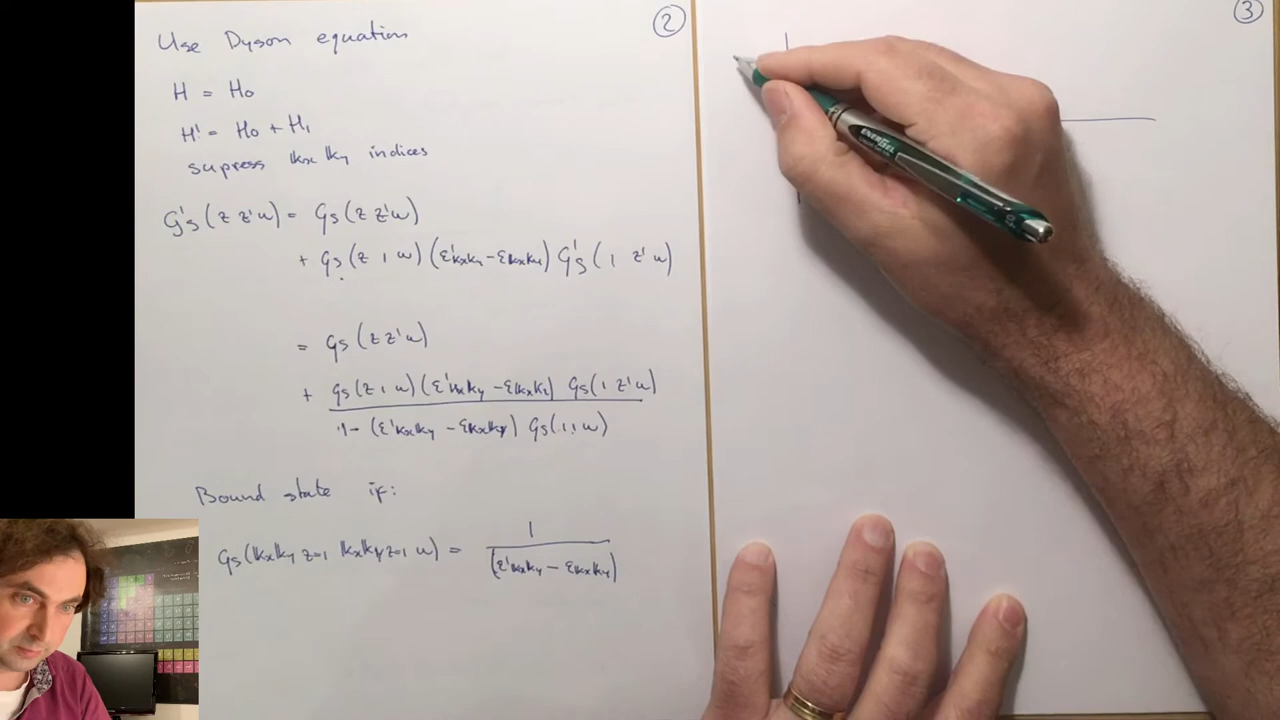 Use Dyson equation
②
③
H = H₀
H' = H₀ + H₁
supress 𝕜x 𝕜y indices
G's (z z' ω) = Gs (z z' ω)
+ Gs (z 1 ω) (ε'𝕜x𝕜y - ε𝕜x𝕜y) G's (1 z' ω)
= Gs (z z' ω)
+ Gs (z 1 ω) (ε'𝕜x𝕜y - ε𝕜x𝕜y) Gs (1 z' ω)
1 - (ε'𝕜x𝕜y - ε𝕜x𝕜y) Gs (1 1 ω)
Bound state if:
Gs (𝕜x𝕜y z=1 𝕜x𝕜y z=1 ω) = 1
(ε'𝕜x𝕜y - ε𝕜x𝕜y)
ENERGEL